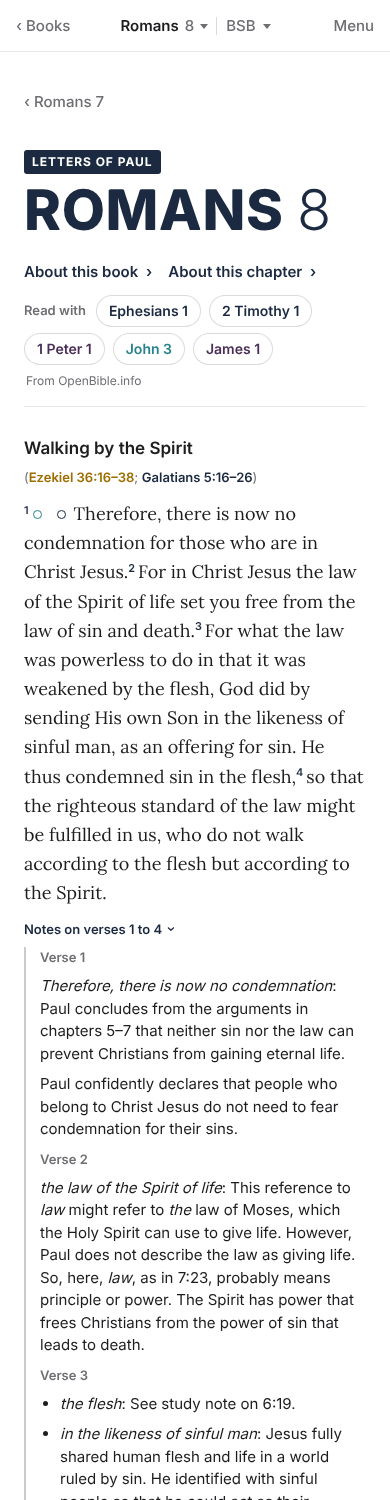 ‹ Books Romans 8 BSB Menu
‹ Romans 7
LETTERS OF PAUL
ROMANS 8
About this book › About this chapter ›
Read with Ephesians 1 2 Timothy 1
1 Peter 1 John 3 James 1
From OpenBible.info
Walking by the Spirit
(Ezekiel 36:16–38; Galatians 5:16–26)
1 Therefore, there is now no
condemnation for those who are in
Christ Jesus.2 For in Christ Jesus the law
of the Spirit of life set you free from the
law of sin and death.3 For what the law
was powerless to do in that it was
weakened by the flesh, God did by
sending His own Son in the likeness of
sinful man, as an offering for sin. He
thus condemned sin in the flesh,4 so that
the righteous standard of the law might
be fulfilled in us, who do not walk
according to the flesh but according to
the Spirit.
Notes on verses 1 to 4
Verse 1
Therefore, there is now no condemnation:
Paul concludes from the arguments in
chapters 5–7 that neither sin nor the law can
prevent Christians from gaining eternal life.
Paul confidently declares that people who
belong to Christ Jesus do not need to fear
condemnation for their sins.
Verse 2
the law of the Spirit of life: This reference to
law might refer to the law of Moses, which
the Holy Spirit can use to give life. However,
Paul does not describe the law as giving life.
So, here, law, as in 7:23, probably means
principle or power. The Spirit has power that
frees Christians from the power of sin that
leads to death.
Verse 3
• the flesh: See study note on 6:19.
• in the likeness of sinful man: Jesus fully
shared human flesh and life in a world
ruled by sin. He identified with sinful